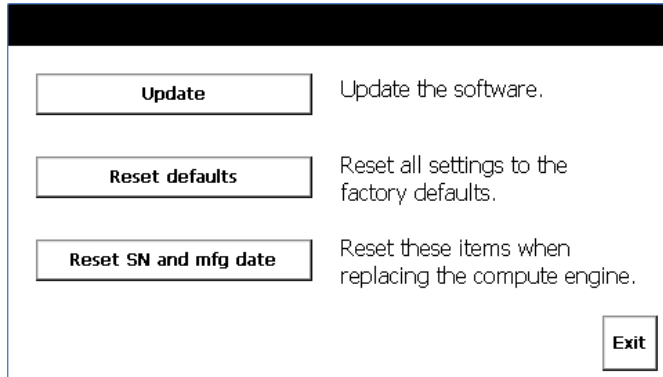 Update
Update the software.
Reset defaults
Reset all settings to the
factory defaults.
Reset SN and mfg date
Reset these items when
replacing the compute engine.
Exit